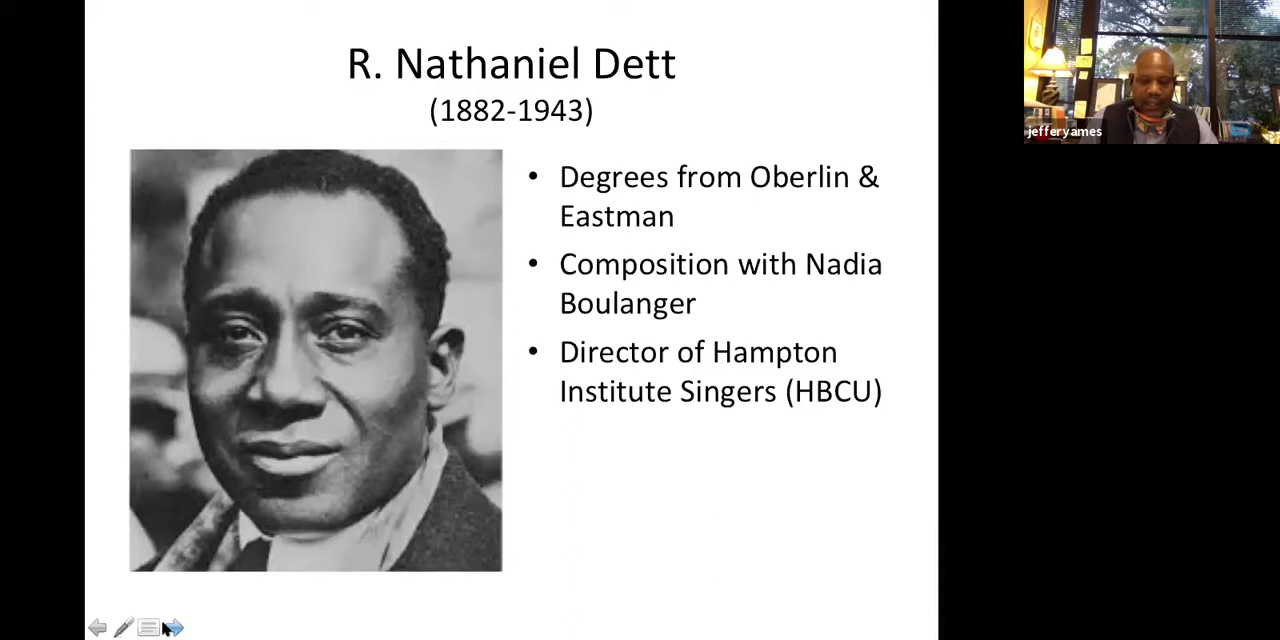 R. Nathaniel Dett
(1882-1943)
• Degrees from Oberlin &
Eastman
• Composition with Nadia
Boulanger
• Director of Hampton
Institute Singers (HBCU)
jefferyames